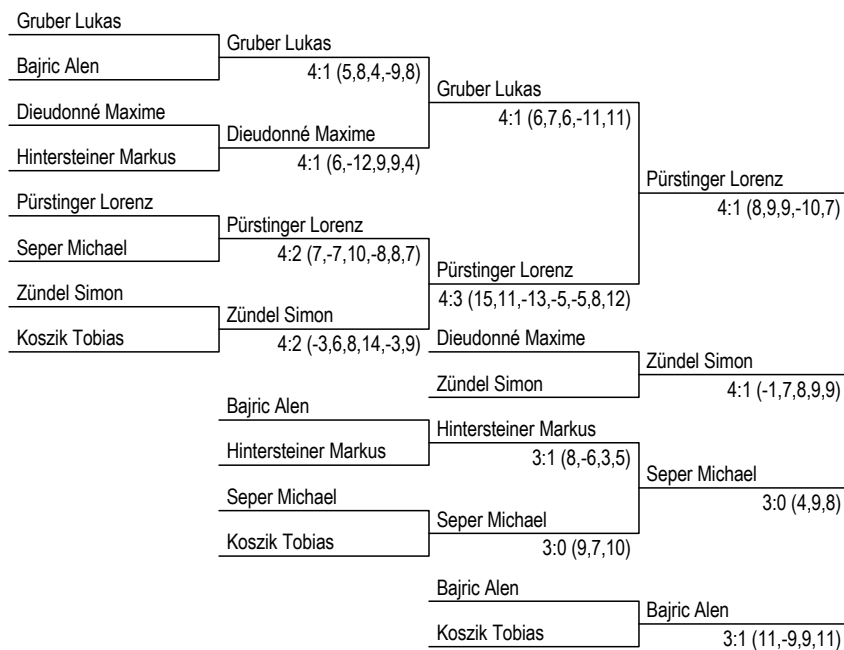 Gruber Lukas
Gruber Lukas
Bajric Alen
4:1 (5,8,4,-9,8)
Gruber Lukas
Dieudonné Maxime
4:1 (6,7,6,-11,11)
Dieudonné Maxime
Hintersteiner Markus
4:1 (6,-12,9,9,4)
Pürstinger Lorenz
Pürstinger Lorenz
4:1 (8,9,9,-10,7)
Pürstinger Lorenz
Seper Michael
4:2 (7,-7,10,-8,8,7)
Pürstinger Lorenz
Zündel Simon
4:3 (15,11,-13,-5,-5,8,12)
Zündel Simon
Koszik Tobias
4:2 (-3,6,8,14,-3,9)
Dieudonné Maxime
Zündel Simon
Zündel Simon
4:1 (-1,7,8,9,9)
Bajric Alen
Hintersteiner Markus
Hintersteiner Markus
3:1 (8,-6,3,5)
Seper Michael
Seper Michael
3:0 (4,9,8)
Seper Michael
Koszik Tobias
3:0 (9,7,10)
Bajric Alen
Bajric Alen
Koszik Tobias
3:1 (11,-9,9,11)